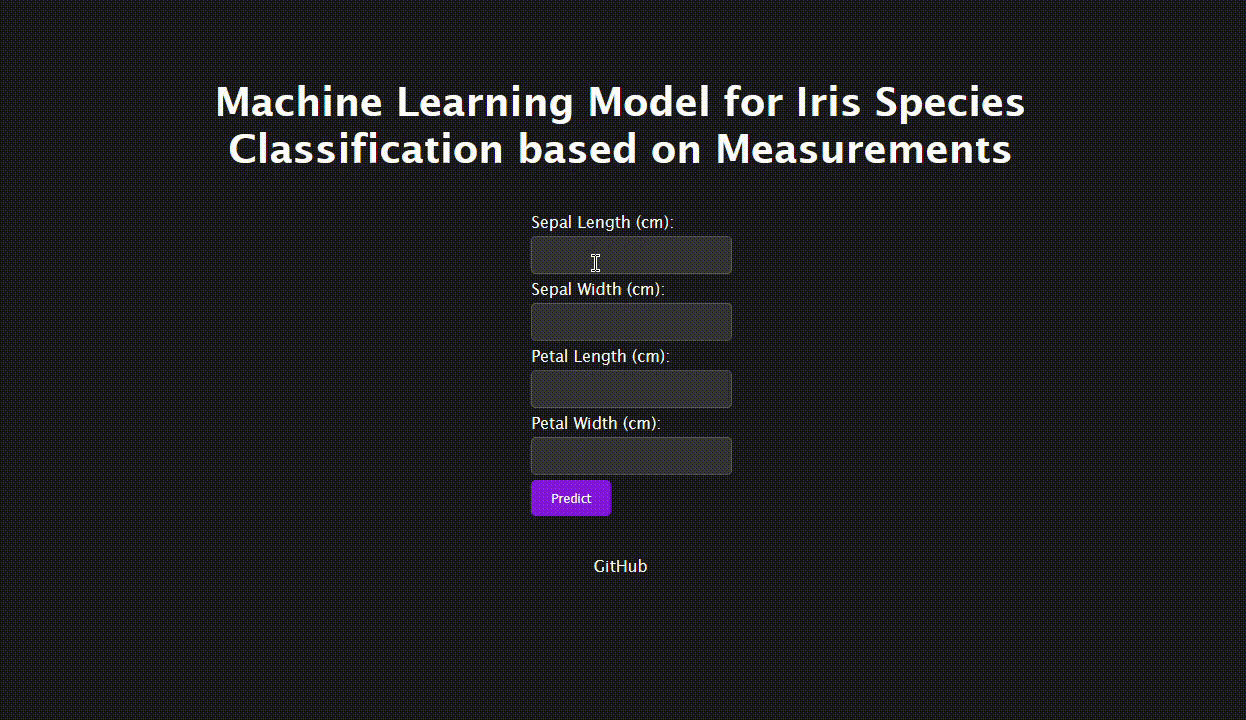 Machine Learning Model for Iris Species
Classification based on Measurements
Sepal Length (cm):
Sepal Width (cm):
Petal Length (cm):
Petal Width (cm):
Predict
GitHub